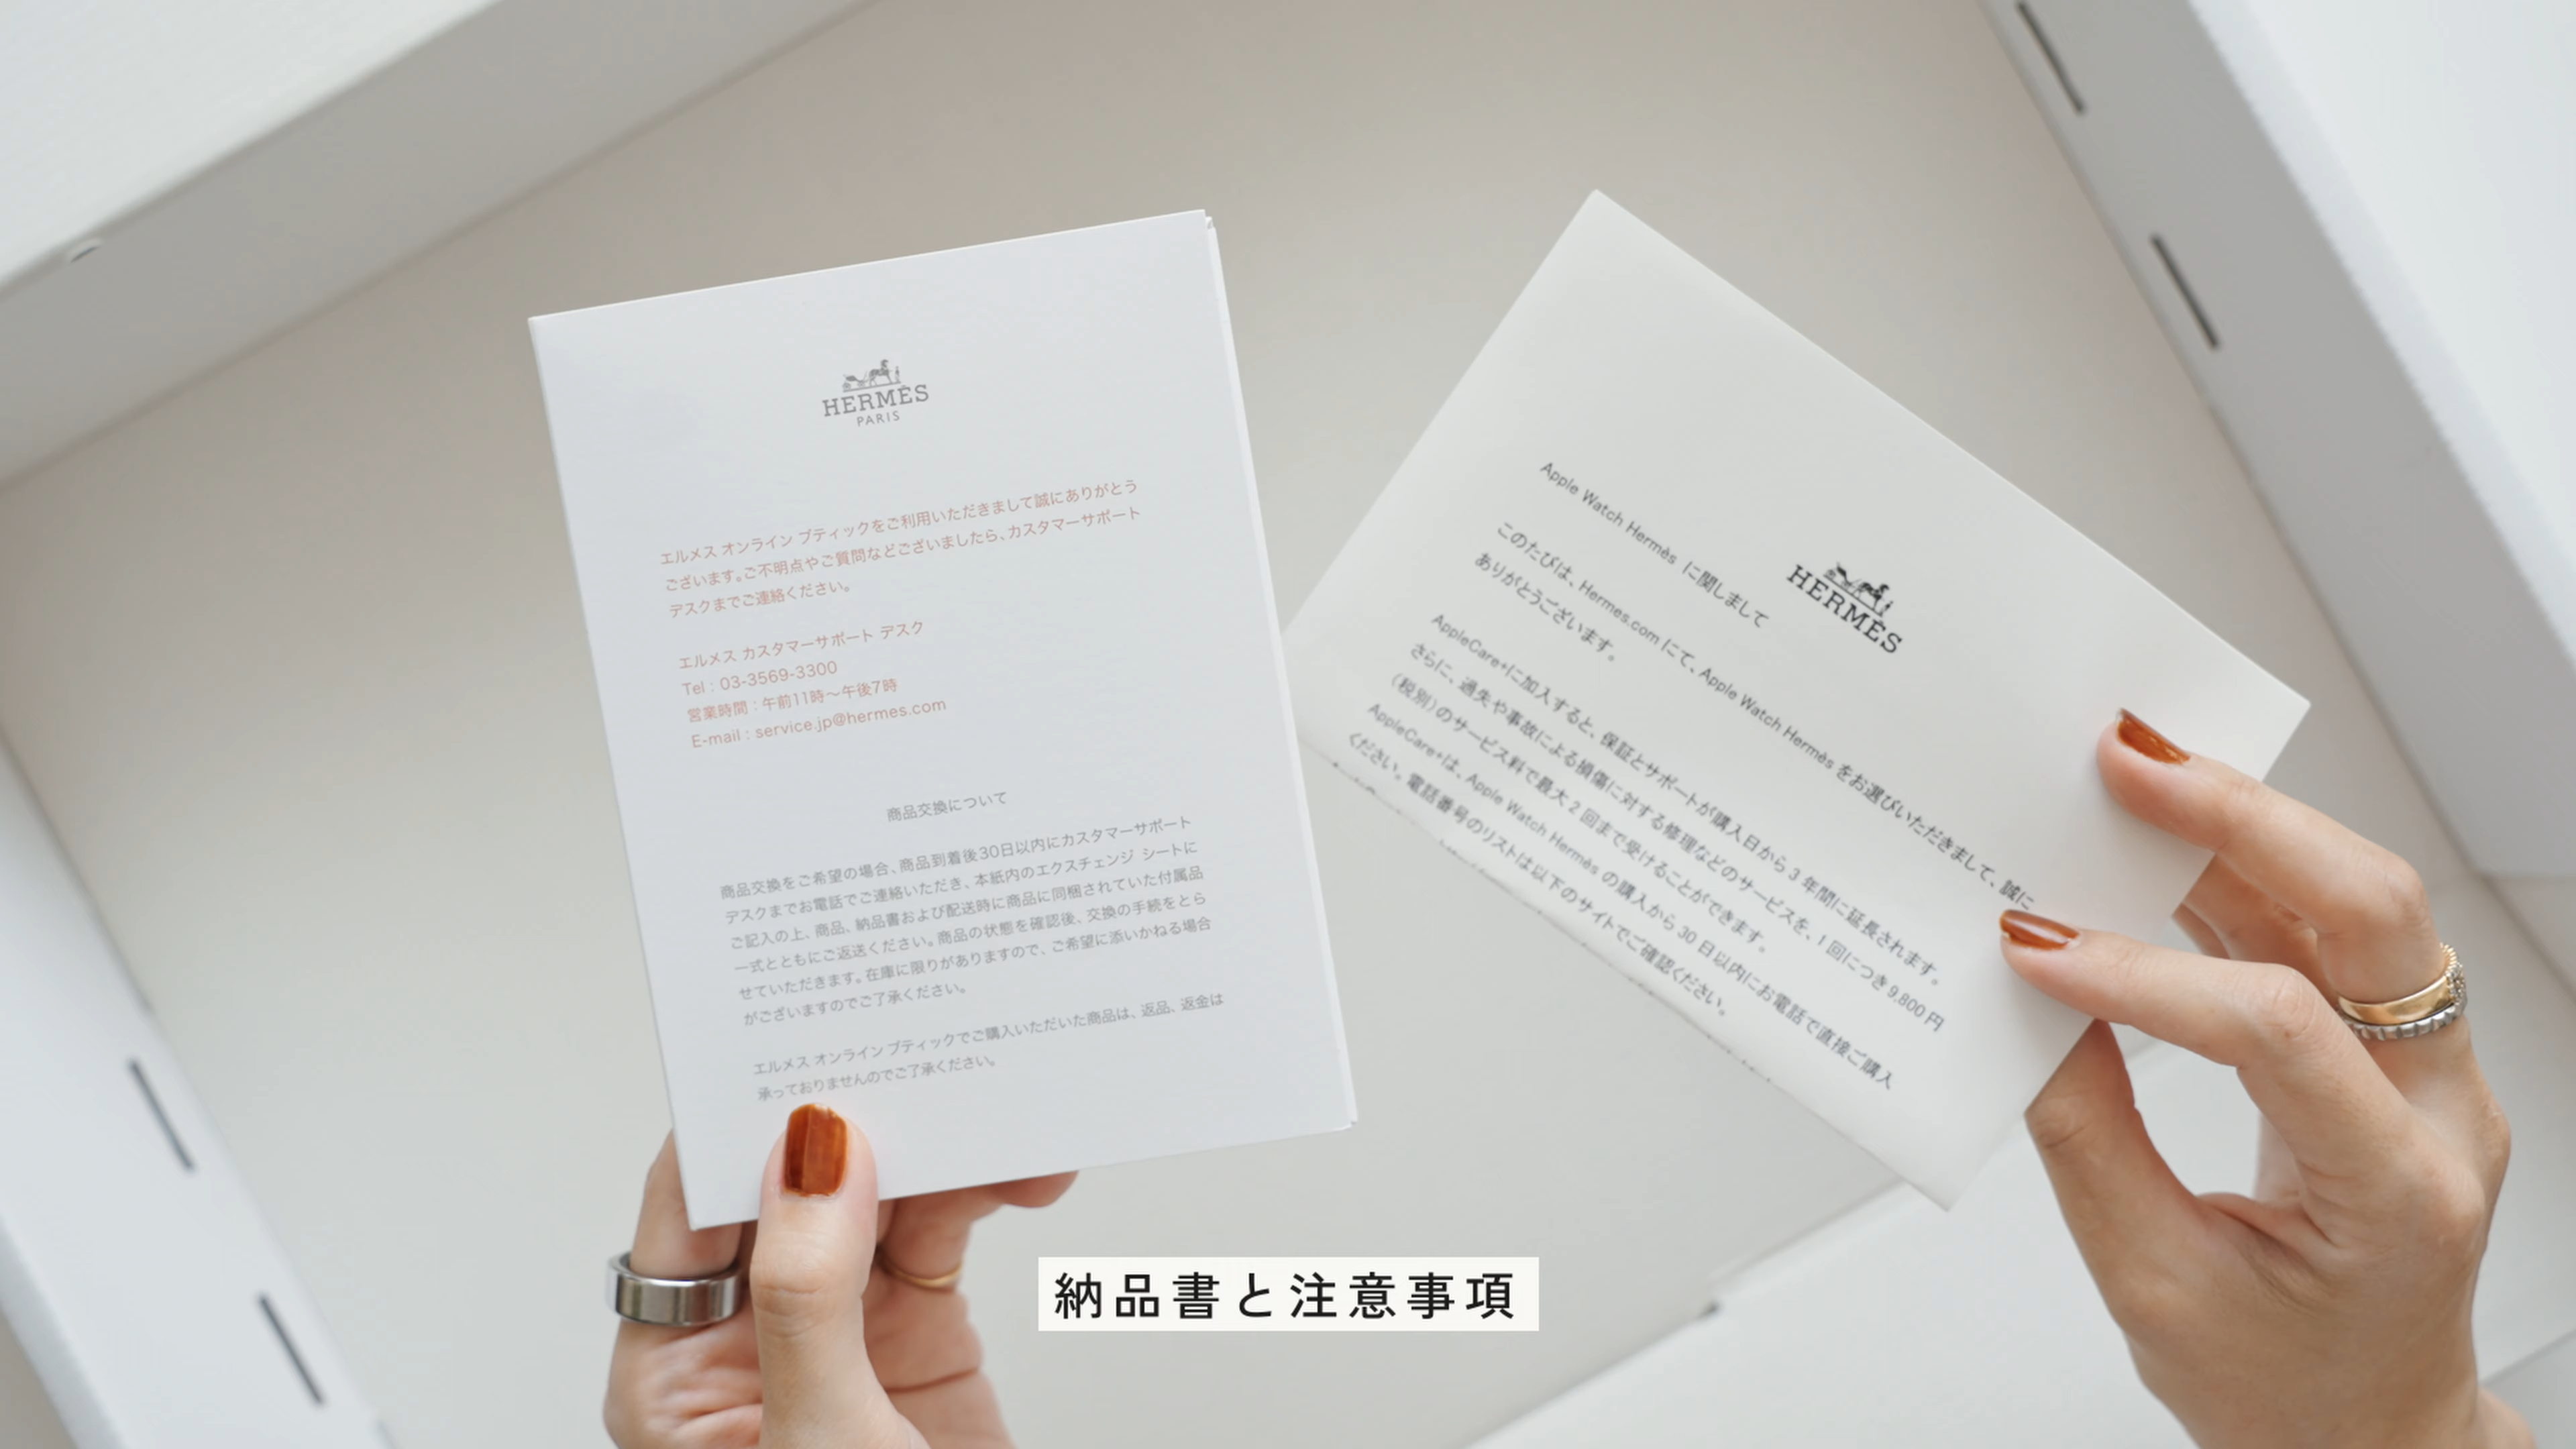 HERMÈS
PARIS
エルメス オンライン ブティックをご利用いただきまして誠にありがとう
ございます。ご不明点やご質問などございましたら、カスタマーサポート
デスクまでご連絡ください。
エルメス カスタマーサポート デスク
Tel : 03-3569-3300
営業時間 : 午前11時〜午後7時
E-mail : service.jp@hermes.com
商品交換について
商品交換をご希望の場合、商品到着後30日以内にカスタマーサポート
デスクまでお電話でご連絡いただき、本紙内のエクスチェンジ シートに
ご記入の上、商品、納品書および配送時に商品に同梱されていた付属品
一式とともにご返送ください。商品の状態を確認後、交換の手続をとら
せていただきます。在庫に限りがありますので、ご希望に添いかねる場合
がございますのでご了承ください。
エルメス オンライン ブティックでご購入いただいた商品は、返品、返金は
承っておりませんのでご了承ください。
HERMÈS
Apple Watch Hermès に関しまして
このたびは、Hermes.com にて、Apple Watch Hermès をお選びいただきまして、誠に
ありがとうございます。
AppleCare+に加入すると、保証とサポートが購入日から 3 年間に延長されます。
さらに、過失や事故による損傷に対する修理などのサービスを、1 回につき 9,800 円
（税別）のサービス料で最大 2 回まで受けることができます。
AppleCare+は、Apple Watch Hermès の購入から 30 日以内にお電話で直接ご購入
ください。電話番号のリストは以下のサイトでご確認ください。
納品書と注意事項